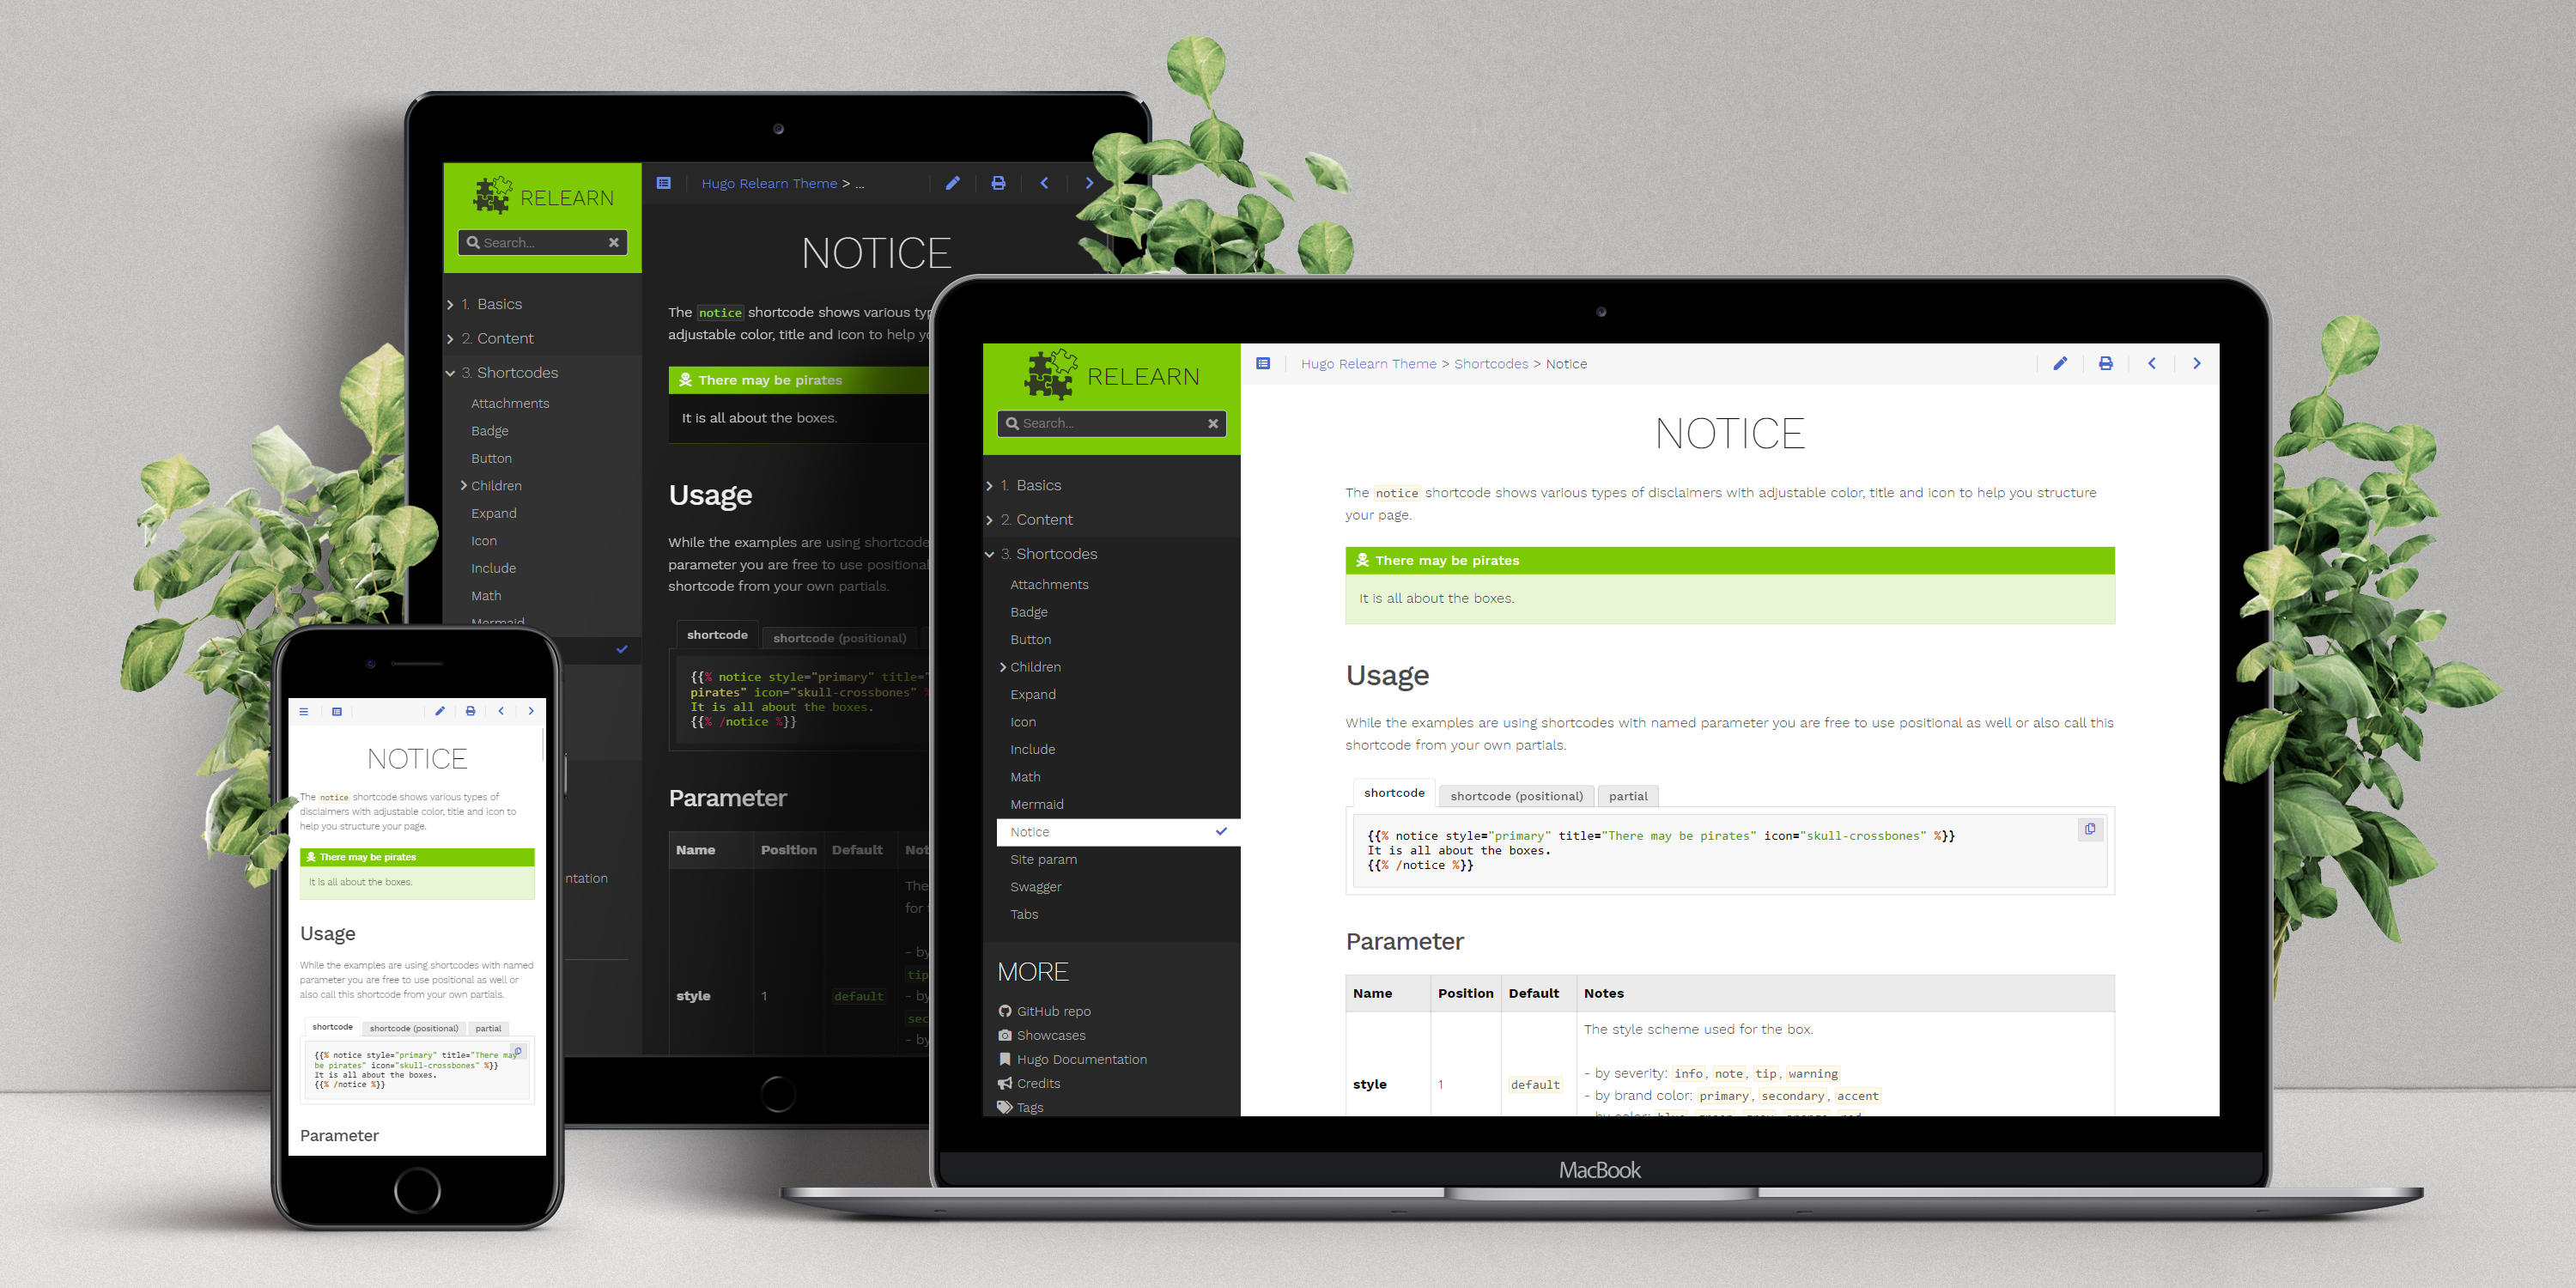 RELEARN
Search...
1. Basics
2. Content
3. Shortcodes
Attachments
Badge
Button
Children
Expand
Icon
Include
Math
Mermaid
Hugo Relearn Theme > ...
NOTICE
The notice shortcode shows various
adjustable color, title and icon to help
There may be pirates
It is all about the boxes.
Usage
While the examples are using shortcode
parameter you are free to use positional
shortcode from your own partials.
shortcode
shortcode (positional)
{{% notice style="primary" title="
pirates" icon="skull-crossbones"
It is all about the boxes.
{{% /notice %}}
Parameter
Name Position Default
The
for
- by
tip
style 1 default
- by
- by
NOTICE
The notice shortcode shows various types of
disclaimers with adjustable color, title and icon to
help you structure your page.
There may be pirates
It is all about the boxes.
Usage
While the examples are using shortcodes with named
parameter you are free to use positional as well or
also call this shortcode from your own partials.
shortcode
shortcode (positional)
partial
{{% notice style="primary" title="There may
be pirates" icon="skull-crossbones" %}}
It is all about the boxes.
{{% /notice %}}
Parameter
RELEARN
Search...
1. Basics
2. Content
3. Shortcodes
Attachments
Badge
Button
Children
Expand
Icon
Include
Math
Mermaid
Notice
Site param
Swagger
Tabs
MORE
GitHub repo
Showcases
Hugo Documentation
Credits
Tags
Hugo Relearn Theme > Shortcodes > Notice
NOTICE
The notice shortcode shows various types of disclaimers with adjustable color, title and icon to help you structure
your page.
There may be pirates
It is all about the boxes.
Usage
While the examples are using shortcodes with named parameter you are free to use positional as well or also call this
shortcode from your own partials.
shortcode
shortcode (positional)
partial
{{% notice style="primary" title="There may be pirates" icon="skull-crossbones" %}}
It is all about the boxes.
{{% /notice %}}
Parameter
Name Position Default Notes
The style scheme used for the box.
- by severity: info, note, tip, warning
style 1 default
- by brand color: primary, secondary, accent
MacBook